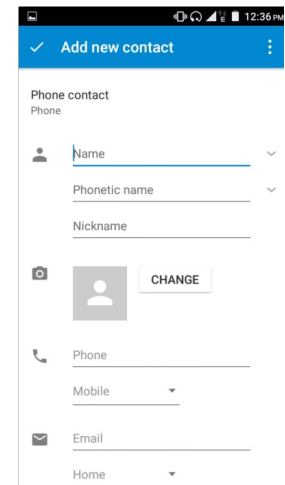 12:36 PM
Add new contact
Phone contact
Phone
Name
Phonetic name
Nickname
CHANGE
Phone
Mobile
Email
Home